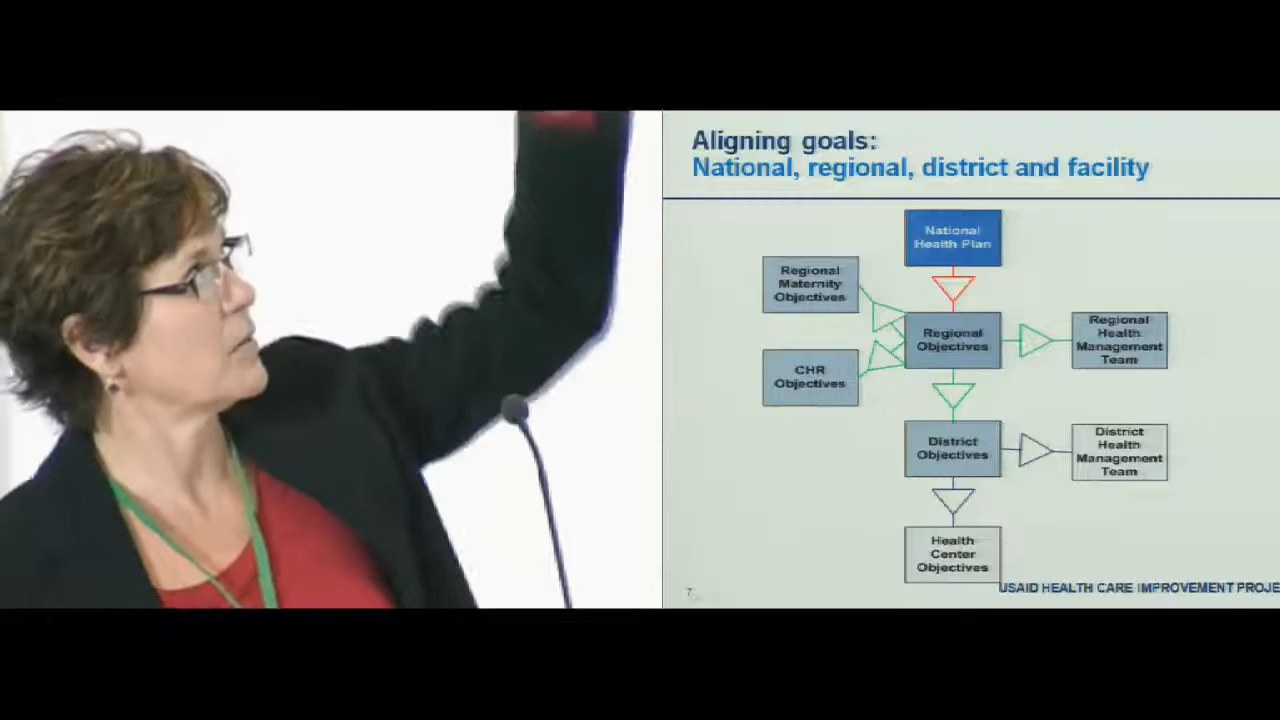 Aligning goals:
National, regional, district and facility
National
Health Plan
Regional
Maternity
Objectives
Regional
Objectives
Regional
Health
Management
Team
CHR
Objectives
District
Objectives
District
Health
Management
Team
Health
Center
Objectives
7
USAID HEALTH CARE IMPROVEMENT PROJE